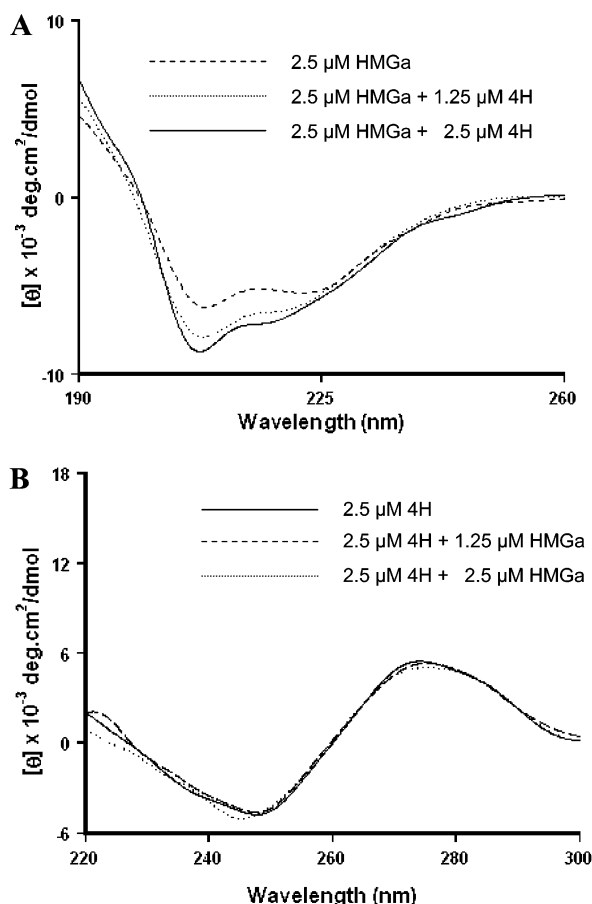 A
10
0
-10
[θ] x 10⁻³ deg.cm²/dmol
2.5 µM HMGa
2.5 µM HMGa + 1.25 µM 4H
2.5 µM HMGa + 2.5 µM 4H
190
225
260
Wavelength (nm)
B
18
12
6
0
-6
[θ] x 10⁻³ deg.cm²/dmol
2.5 µM 4H
2.5 µM 4H + 1.25 µM HMGa
2.5 µM 4H + 2.5 µM HMGa
220
240
260
280
300
Wavelength (nm)